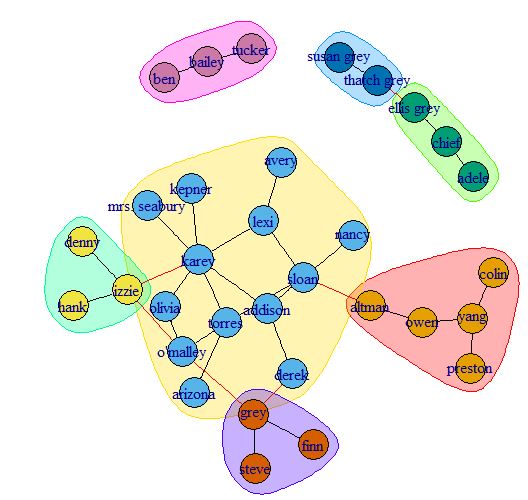 tucker
susan grey
bailey
ben
thatch grey
ellis grey
chief
avery
adele
kepner
mrs. seabury
lexi
nancy
denny
karey
colin
sloan
izzie
hank
olivia
addison
altman
torres
owen
yang
o'malley
derek
preston
arizona
grey
finn
steve